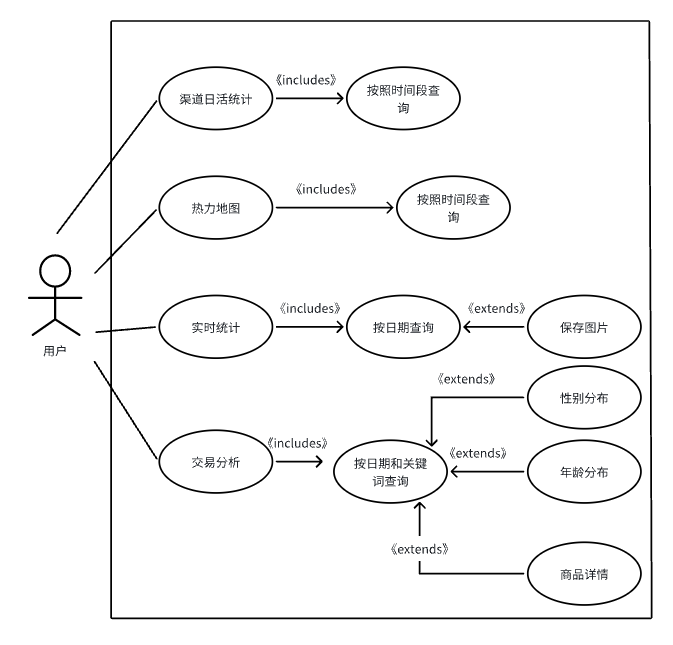 《includes》
渠道日活统计
按照时间段查
询
《includes》
热力地图
按照时间段查
询
《includes》
《extends》
实时统计
按日期查询
保存图片
用户
《extends》
性别分布
《includes》
《extends》
交易分析
按日期和关键
词查询
年龄分布
《extends》
商品详情